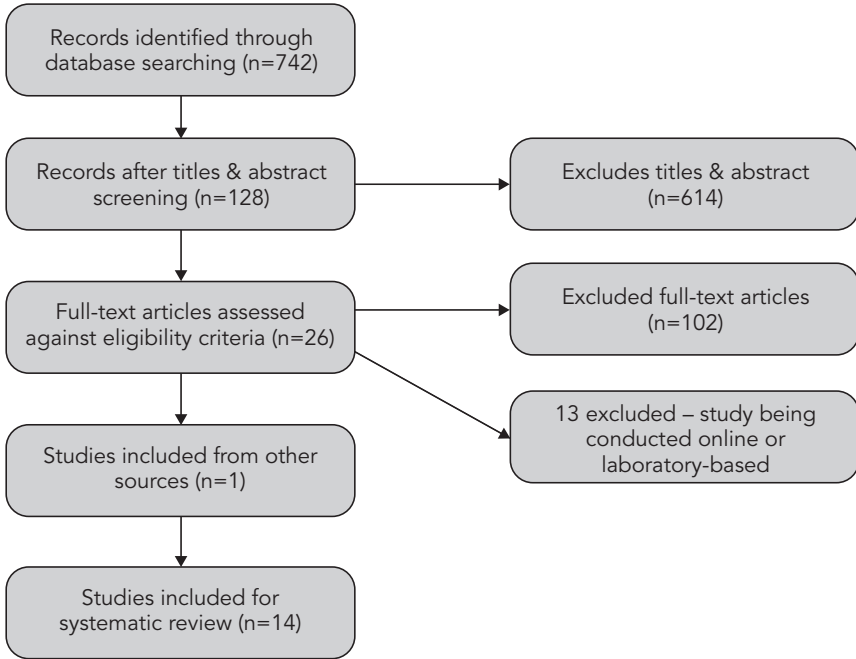 Records identified through
database searching (n=742)
Records after titles & abstract
screening (n=128)
Excludes titles & abstract
(n=614)
Full-text articles assessed
against eligibility criteria (n=26)
Excluded full-text articles
(n=102)
13 excluded – study being
conducted online or
laboratory-based
Studies included from other
sources (n=1)
Studies included for
systematic review (n=14)